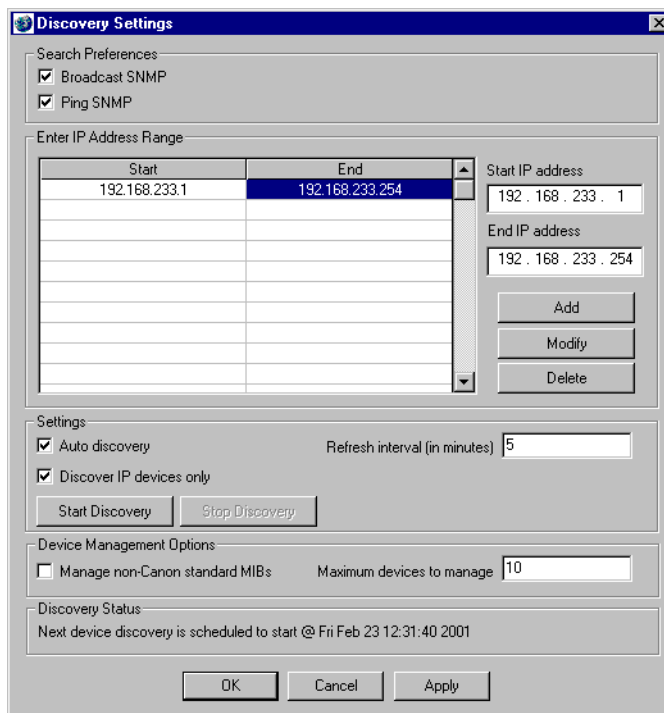 Discovery Settings
Search Preferences
Broadcast SNMP
Ping SNMP
Enter IP Address Range
Start End
192.168.233.1 192.168.233.254
Start IP address
192 . 168 . 233 . 1
End IP address
192 . 168 . 233 . 254
Add
Modify
Delete
Settings
Auto discovery Refresh interval (in minutes) 5
Discover IP devices only
Start Discovery Stop Discovery
Device Management Options
Manage non-Canon standard MIBs Maximum devices to manage 10
Discovery Status
Next device discovery is scheduled to start @ Fri Feb 23 12:31:40 2001
OK Cancel Apply